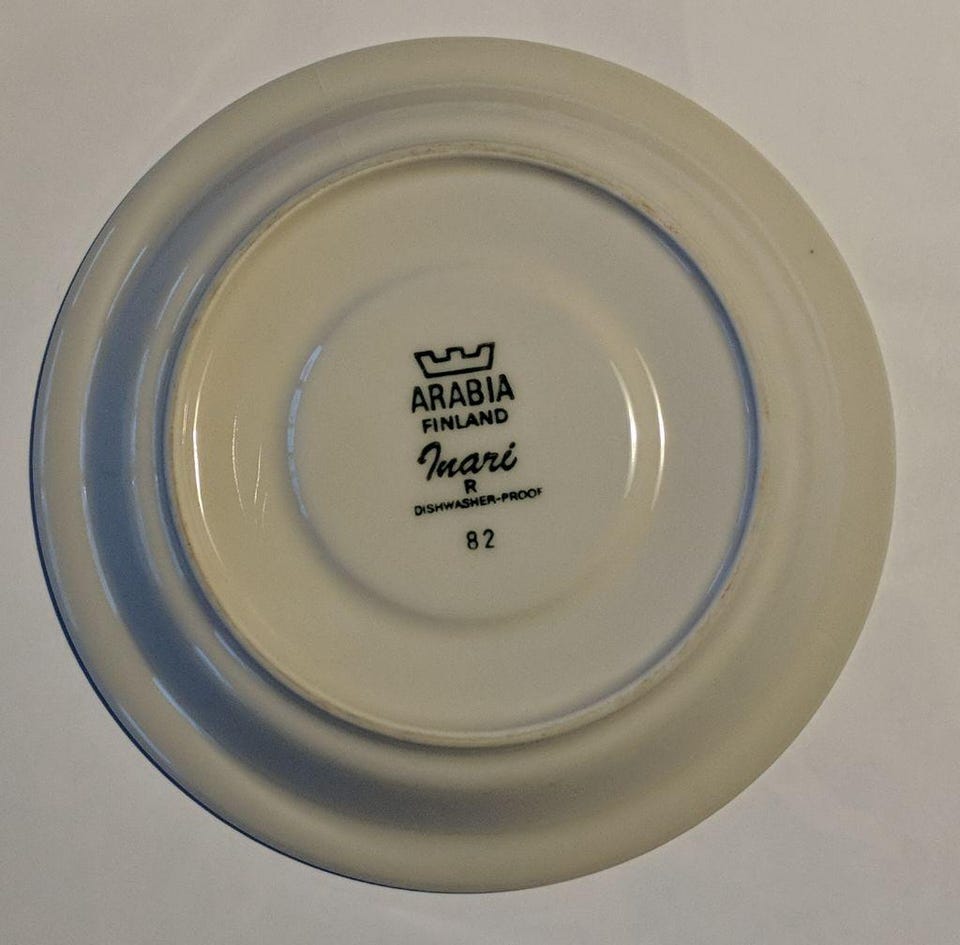 ARABIA
FINLAND
Inari
R
DISHWASHER-PROOF
82